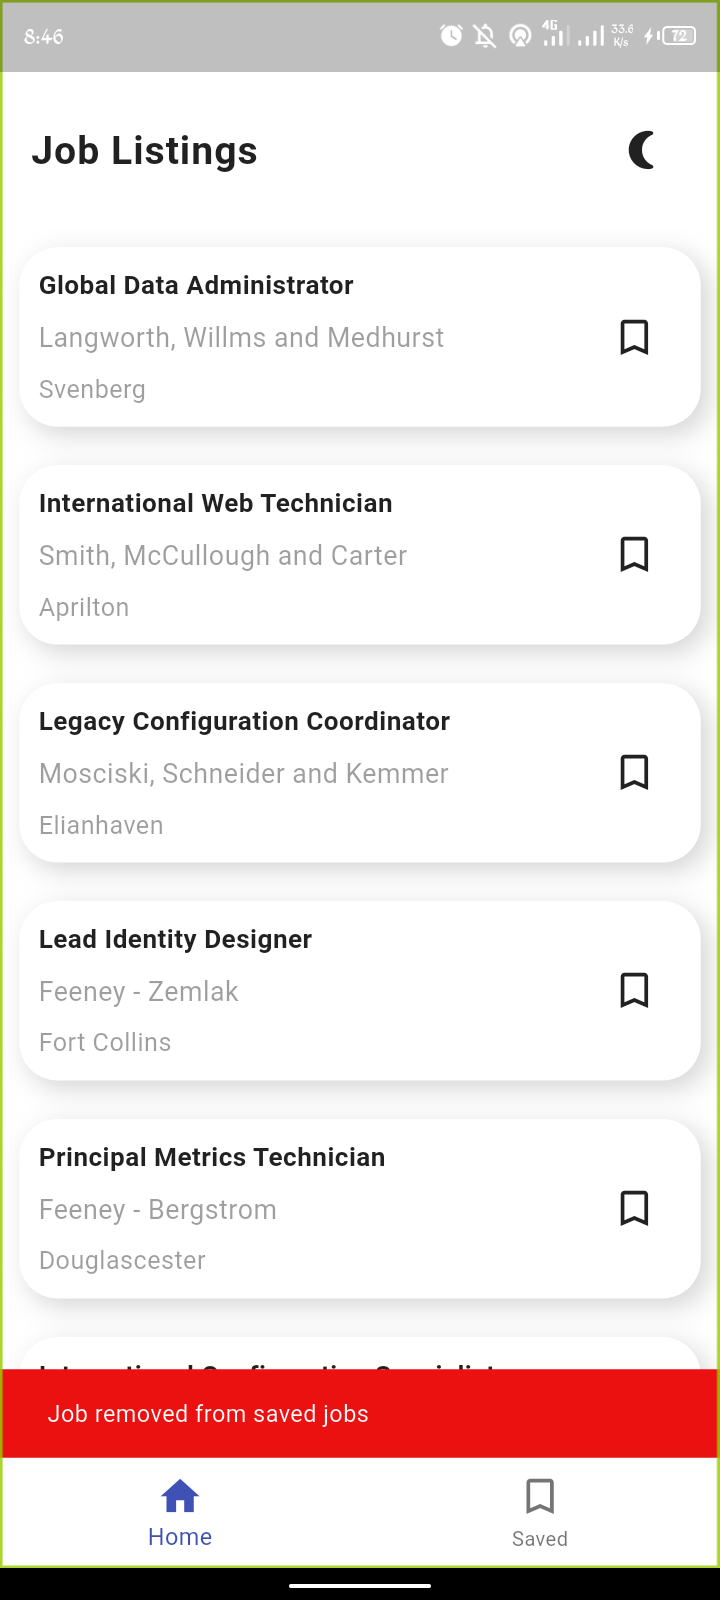 8:46
4G
33.6
K/s
72
Job Listings
Global Data Administrator
Langworth, Willms and Medhurst
Svenberg
International Web Technician
Smith, McCullough and Carter
Aprilton
Legacy Configuration Coordinator
Mosciski, Schneider and Kemmer
Elianhaven
Lead Identity Designer
Feeney - Zemlak
Fort Collins
Principal Metrics Technician
Feeney - Bergstrom
Douglascester
Job removed from saved jobs
Home
Saved